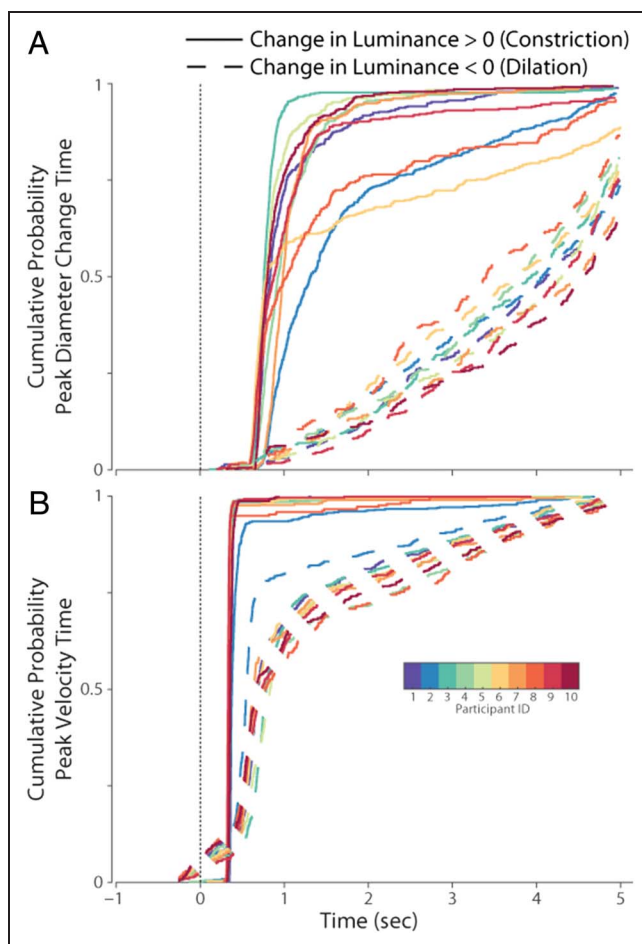 A
Change in Luminance > 0 (Constriction)
Change in Luminance < 0 (Dilation)
Cumulative Probability
Peak Diameter Change Time
1
0.5
0
B
Cumulative Probability
Peak Velocity Time
1
0.5
0
1 2 3 4 5 6 7 8 9 10
Participant ID
−1 0 1 2 3 4 5
Time (sec)